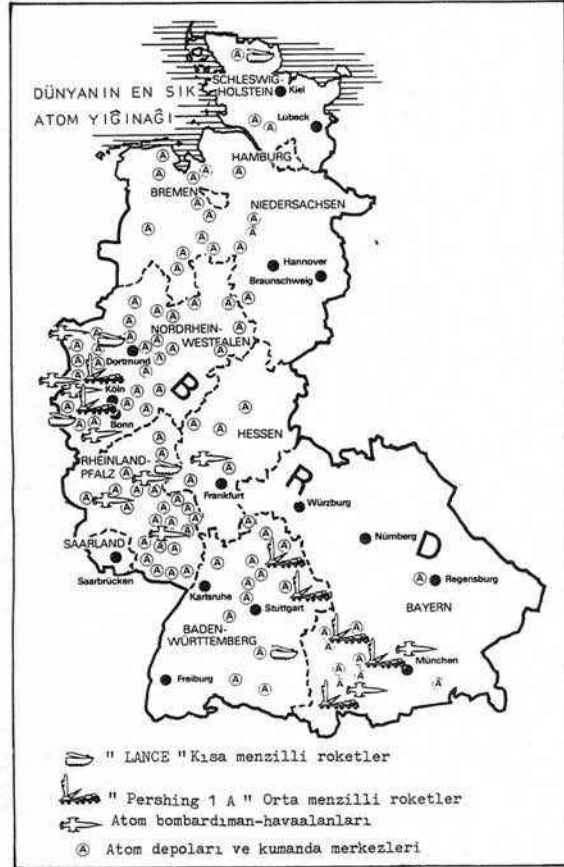 DÜNYANIN EN SIK
ATOM YIĞINAĞI
SCHLESWIG-
HOLSTEIN
Kiel
Lübeck
HAMBURG
BREMEN
NIEDERSACHSEN
Hannover
Braunschweig
NORDRHEIN-
WESTFALEN
Dortmund
Köln
Bonn
B
HESSEN
RHEINLAND-
PFALZ
Frankfurt
R
Würzburg
D
Nürnberg
SAARLAND
Saarbrücken
Karlsruhe
Stuttgart
Regensburg
BAYERN
BADEN-
WÜRTTEMBERG
München
Freiburg
" LANCE " Kısa menzilli roketler
" Pershing 1 A " Orta menzilli roketler
Atom bombardıman-havaalanları
A Atom depoları ve kumanda merkezleri